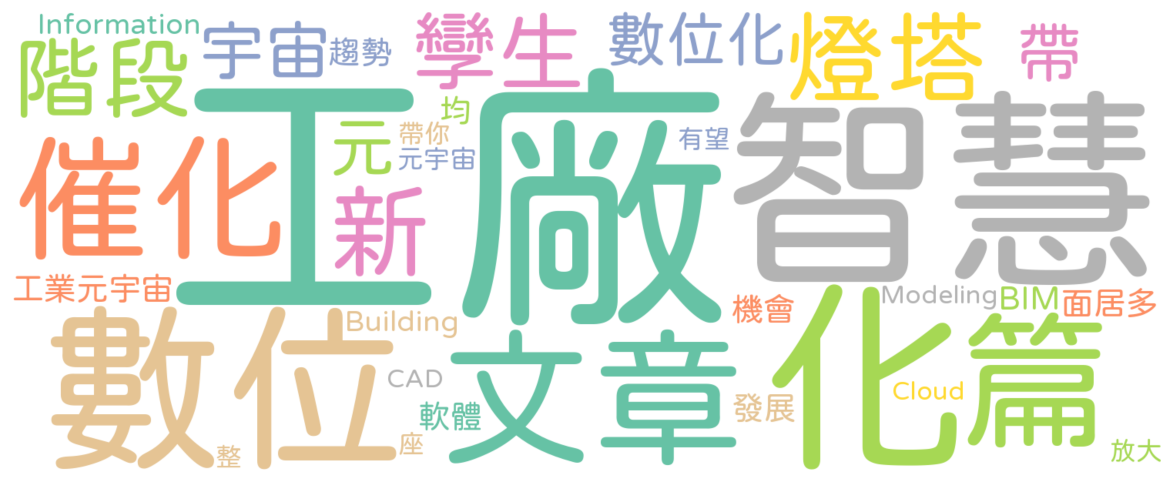 Information
階段
宇宙
趨勢
孿生
數位化
燈塔
帶
催化
工廠
元
均
帶你
元宇宙
新
有望
智慧
工業元宇宙
數位
Building
CAD
軟體
座
整
文章
機會
發展
化
Modeling
BIM
面居多
篇
Cloud
放大